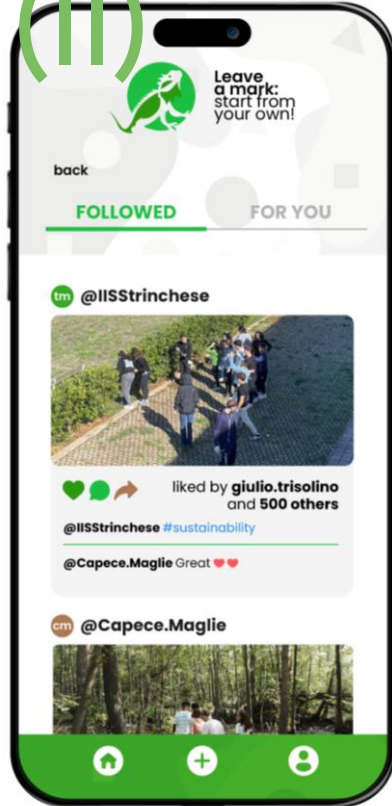 (II)
Leave
a mark:
start from
your own!
back
FOLLOWED FOR YOU
tm @IISStrinchese
liked by giulio.trisolino
and 500 others
@IISStrinchese #sustainability
@Capece.Maglie Great ♥♥
cm @Capece.Maglie